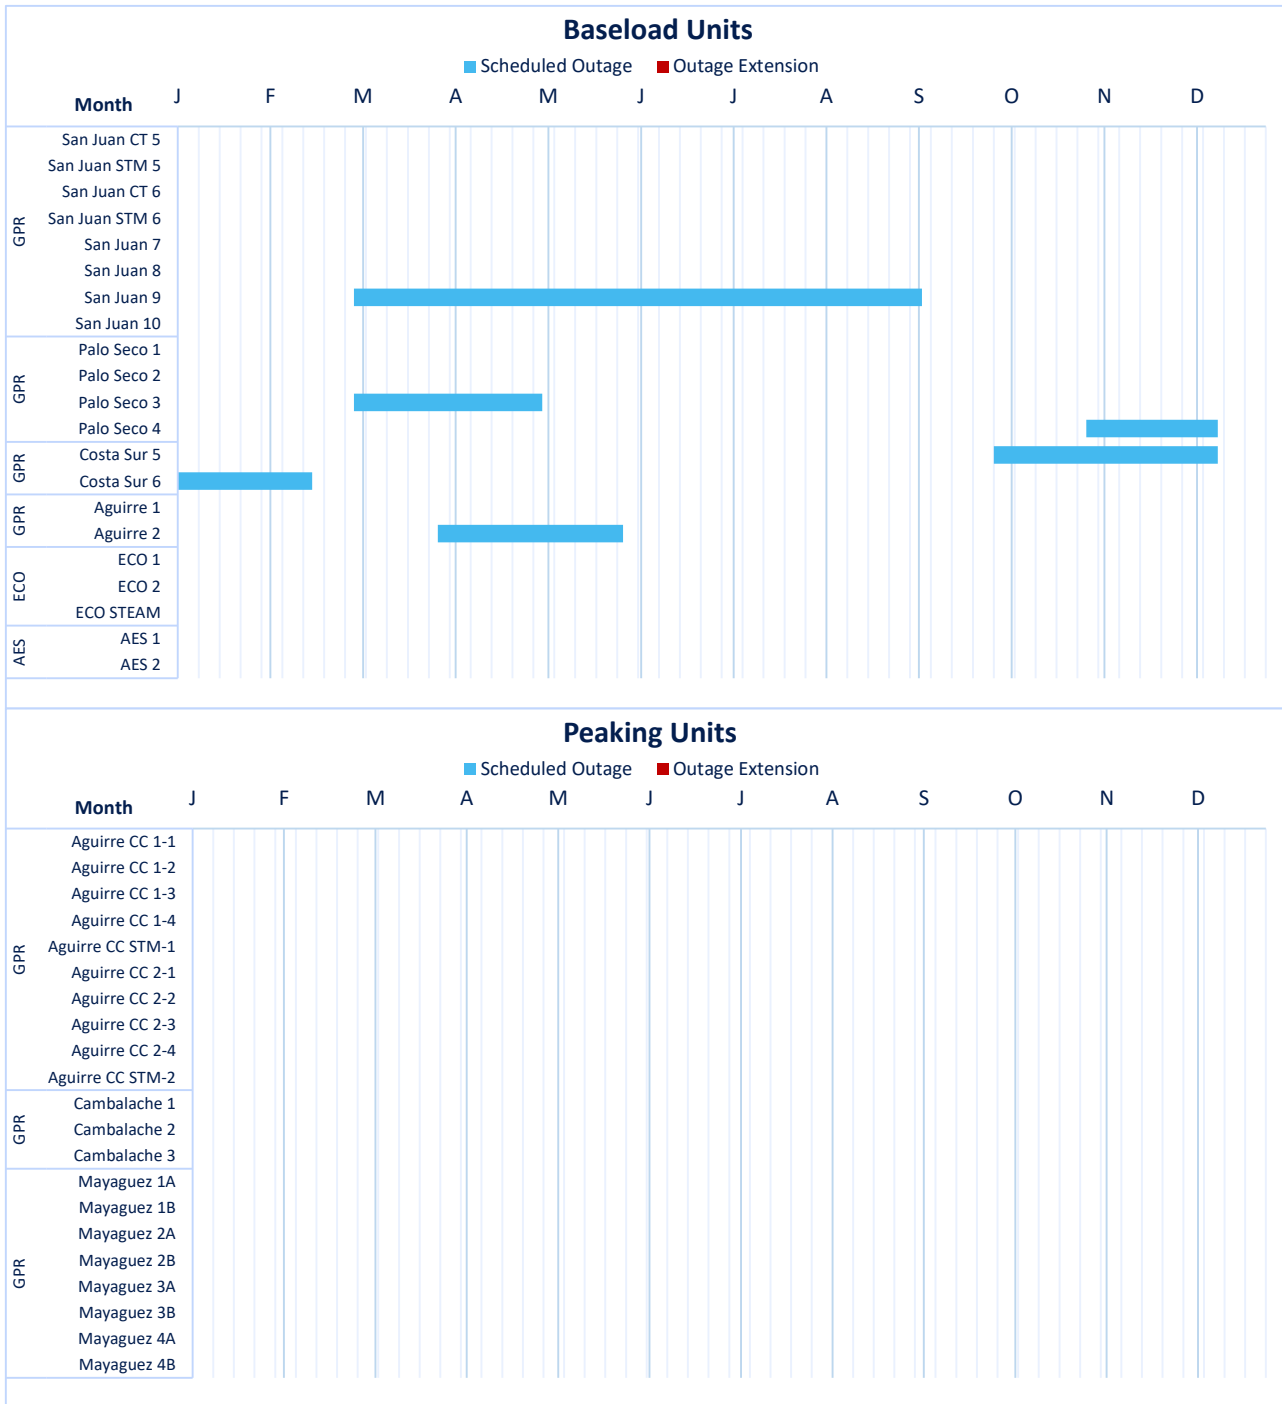 Baseload Units
Scheduled Outage Outage Extension
Month J F M A M J J A S O N D
GPR
San Juan CT 5
San Juan STM 5
San Juan CT 6
San Juan STM 6
San Juan 7
San Juan 8
San Juan 9
San Juan 10
GPR
Palo Seco 1
Palo Seco 2
Palo Seco 3
Palo Seco 4
GPR
Costa Sur 5
Costa Sur 6
GPR
Aguirre 1
Aguirre 2
ECO
ECO 1
ECO 2
ECO STEAM
AES
AES 1
AES 2
Peaking Units
Scheduled Outage Outage Extension
Month J F M A M J J A S O N D
GPR
Aguirre CC 1-1
Aguirre CC 1-2
Aguirre CC 1-3
Aguirre CC 1-4
Aguirre CC STM-1
Aguirre CC 2-1
Aguirre CC 2-2
Aguirre CC 2-3
Aguirre CC 2-4
Aguirre CC STM-2
GPR
Cambalache 1
Cambalache 2
Cambalache 3
GPR
Mayaguez 1A
Mayaguez 1B
Mayaguez 2A
Mayaguez 2B
Mayaguez 3A
Mayaguez 3B
Mayaguez 4A
Mayaguez 4B